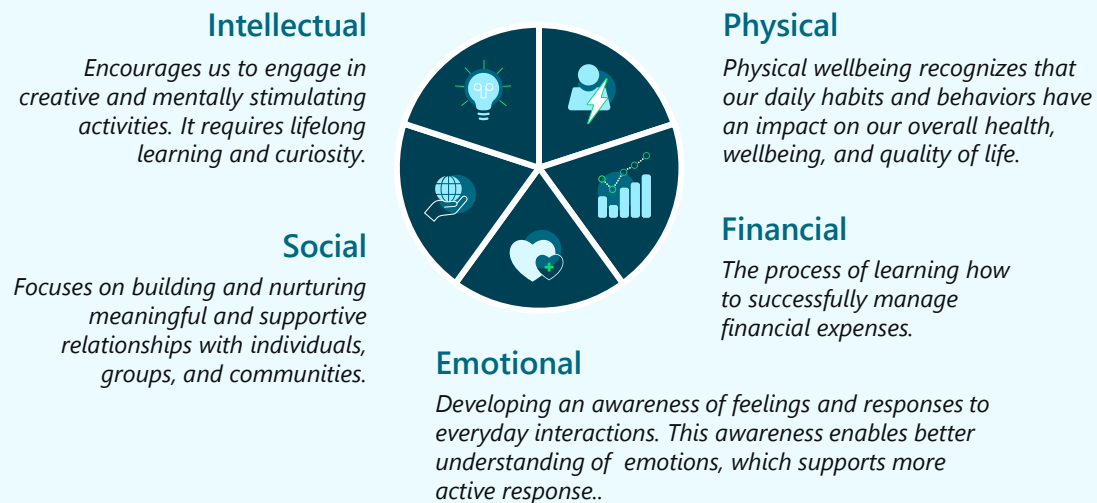 Intellectual
Encourages us to engage in
creative and mentally stimulating
activities. It requires lifelong
learning and curiosity.
Physical
Physical wellbeing recognizes that
our daily habits and behaviors have
an impact on our overall health,
wellbeing, and quality of life.
Social
Focuses on building and nurturing
meaningful and supportive
relationships with individuals,
groups, and communities.
Financial
The process of learning how
to successfully manage
financial expenses.
Emotional
Developing an awareness of feelings and responses to
everyday interactions. This awareness enables better
understanding of  emotions, which supports more
active response..